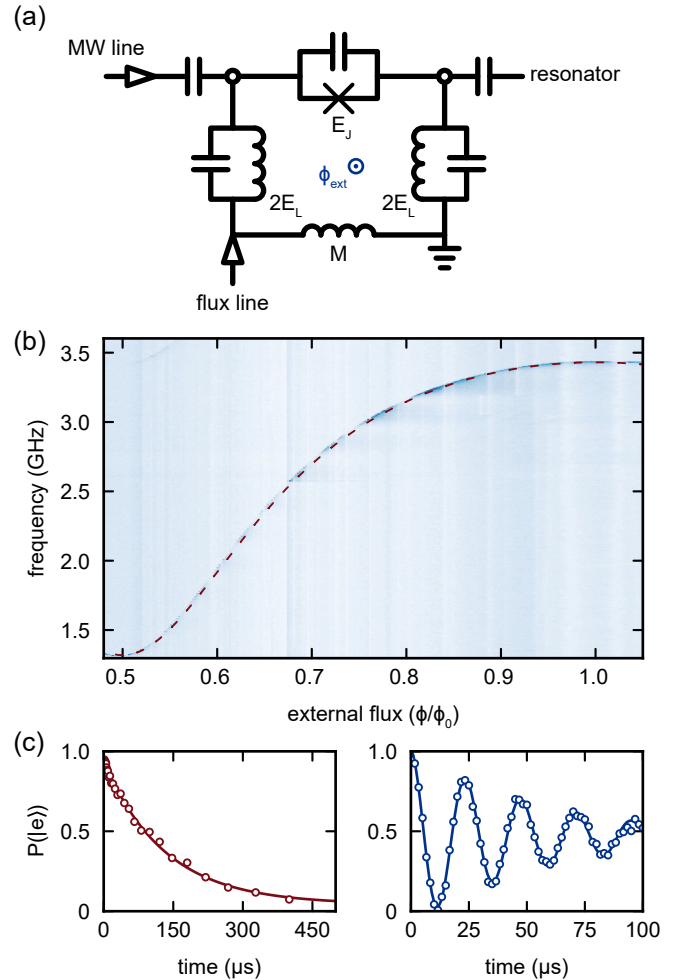 (a)
MW line
resonator
E_J
ϕ_ext
2E_L
2E_L
M
flux line
(b)
3.5
3.0
2.5
2.0
1.5
frequency (GHz)
0.5 0.6 0.7 0.8 0.9 1.0
external flux (ϕ/ϕ_0)
(c)
1.0
0.5
0
P(|e⟩)
0 150 300 450
time (µs)
1.0
0.5
0
0 25 50 75 100
time (µs)